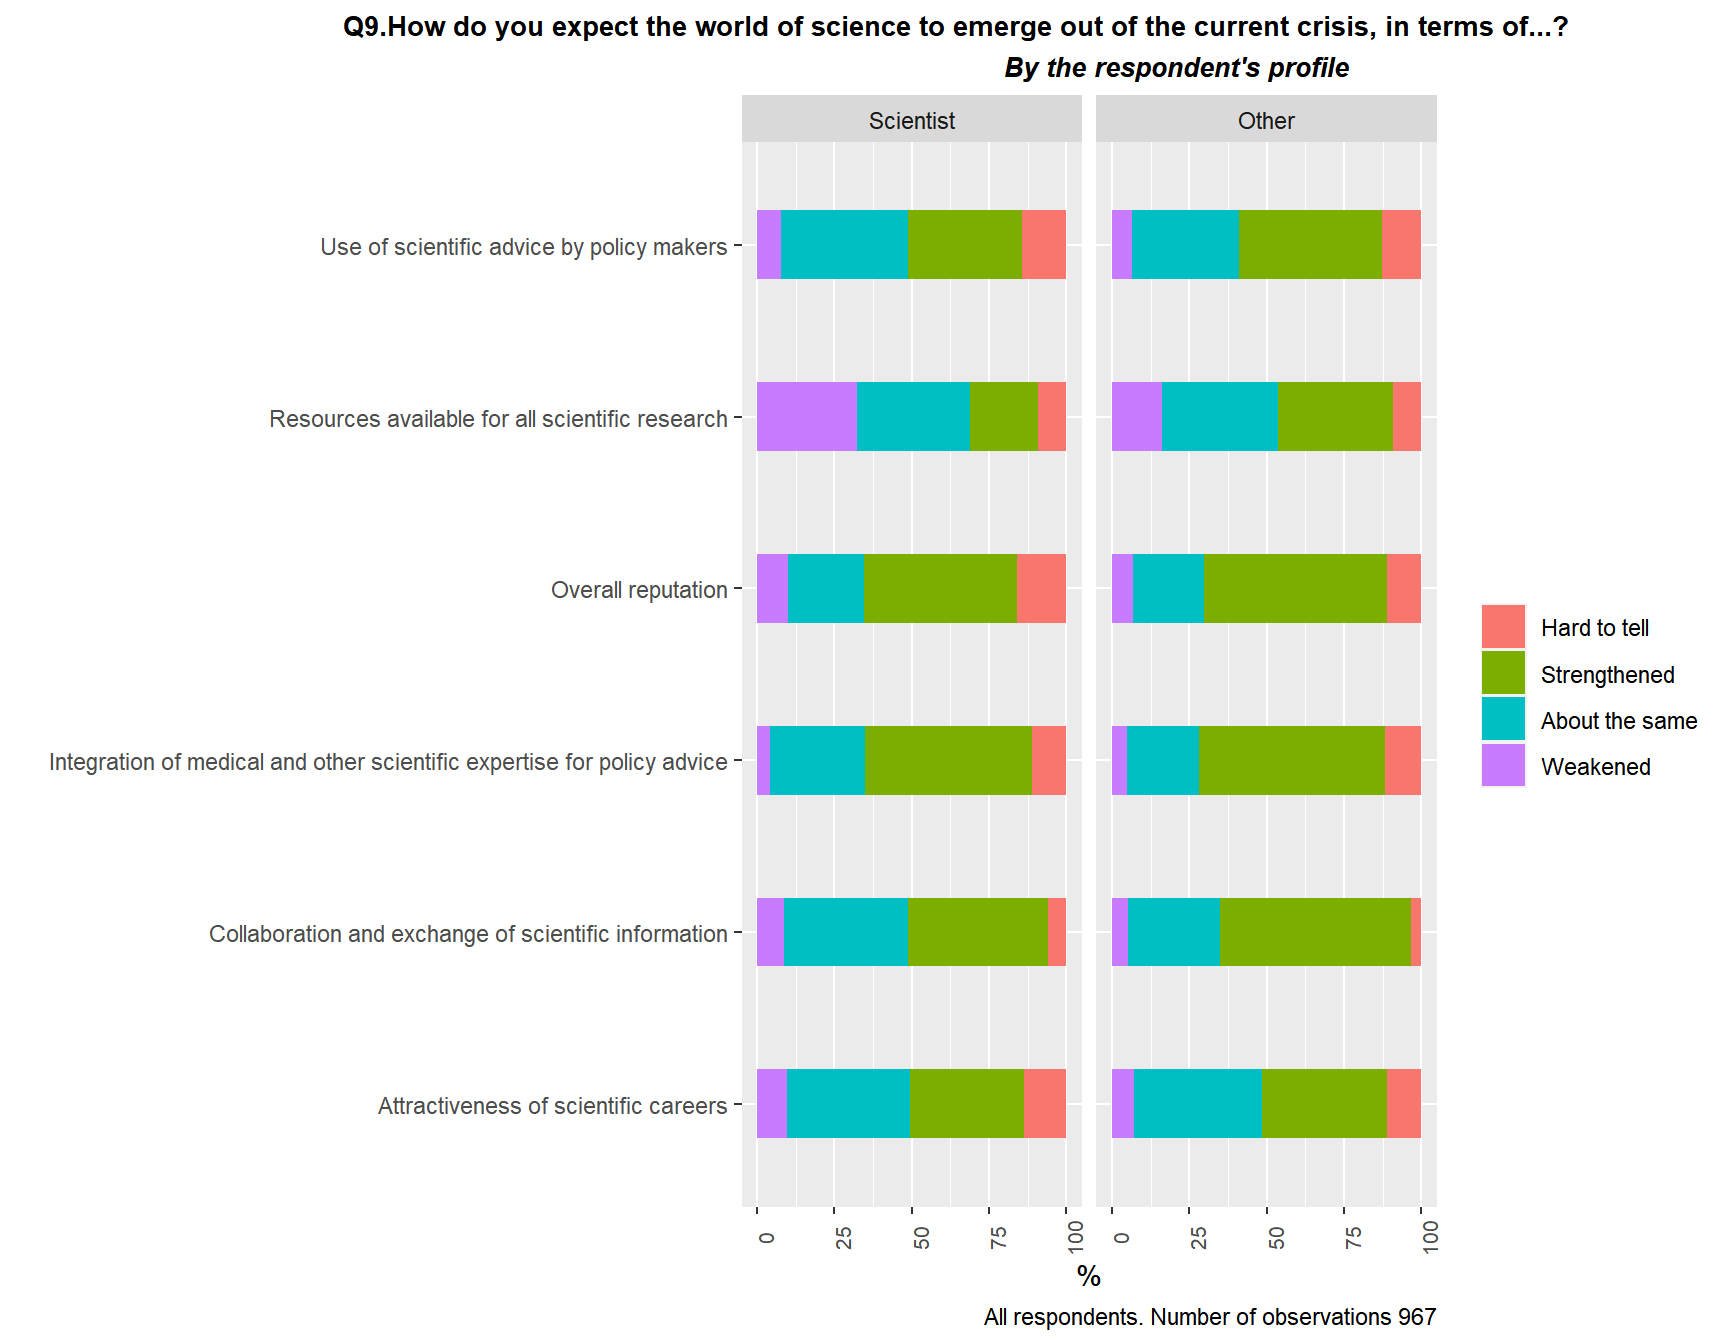 Q9.How do you expect the world of science to emerge out of the current crisis, in terms of...?
By the respondent's profile
Scientist
Other
Use of scientific advice by policy makers
Resources available for all scientific research
Overall reputation
Integration of medical and other scientific expertise for policy advice
Collaboration and exchange of scientific information
Attractiveness of scientific careers
Hard to tell
Strengthened
About the same
Weakened
0 25 50 75 100
0 25 50 75 100
%
All respondents. Number of observations 967